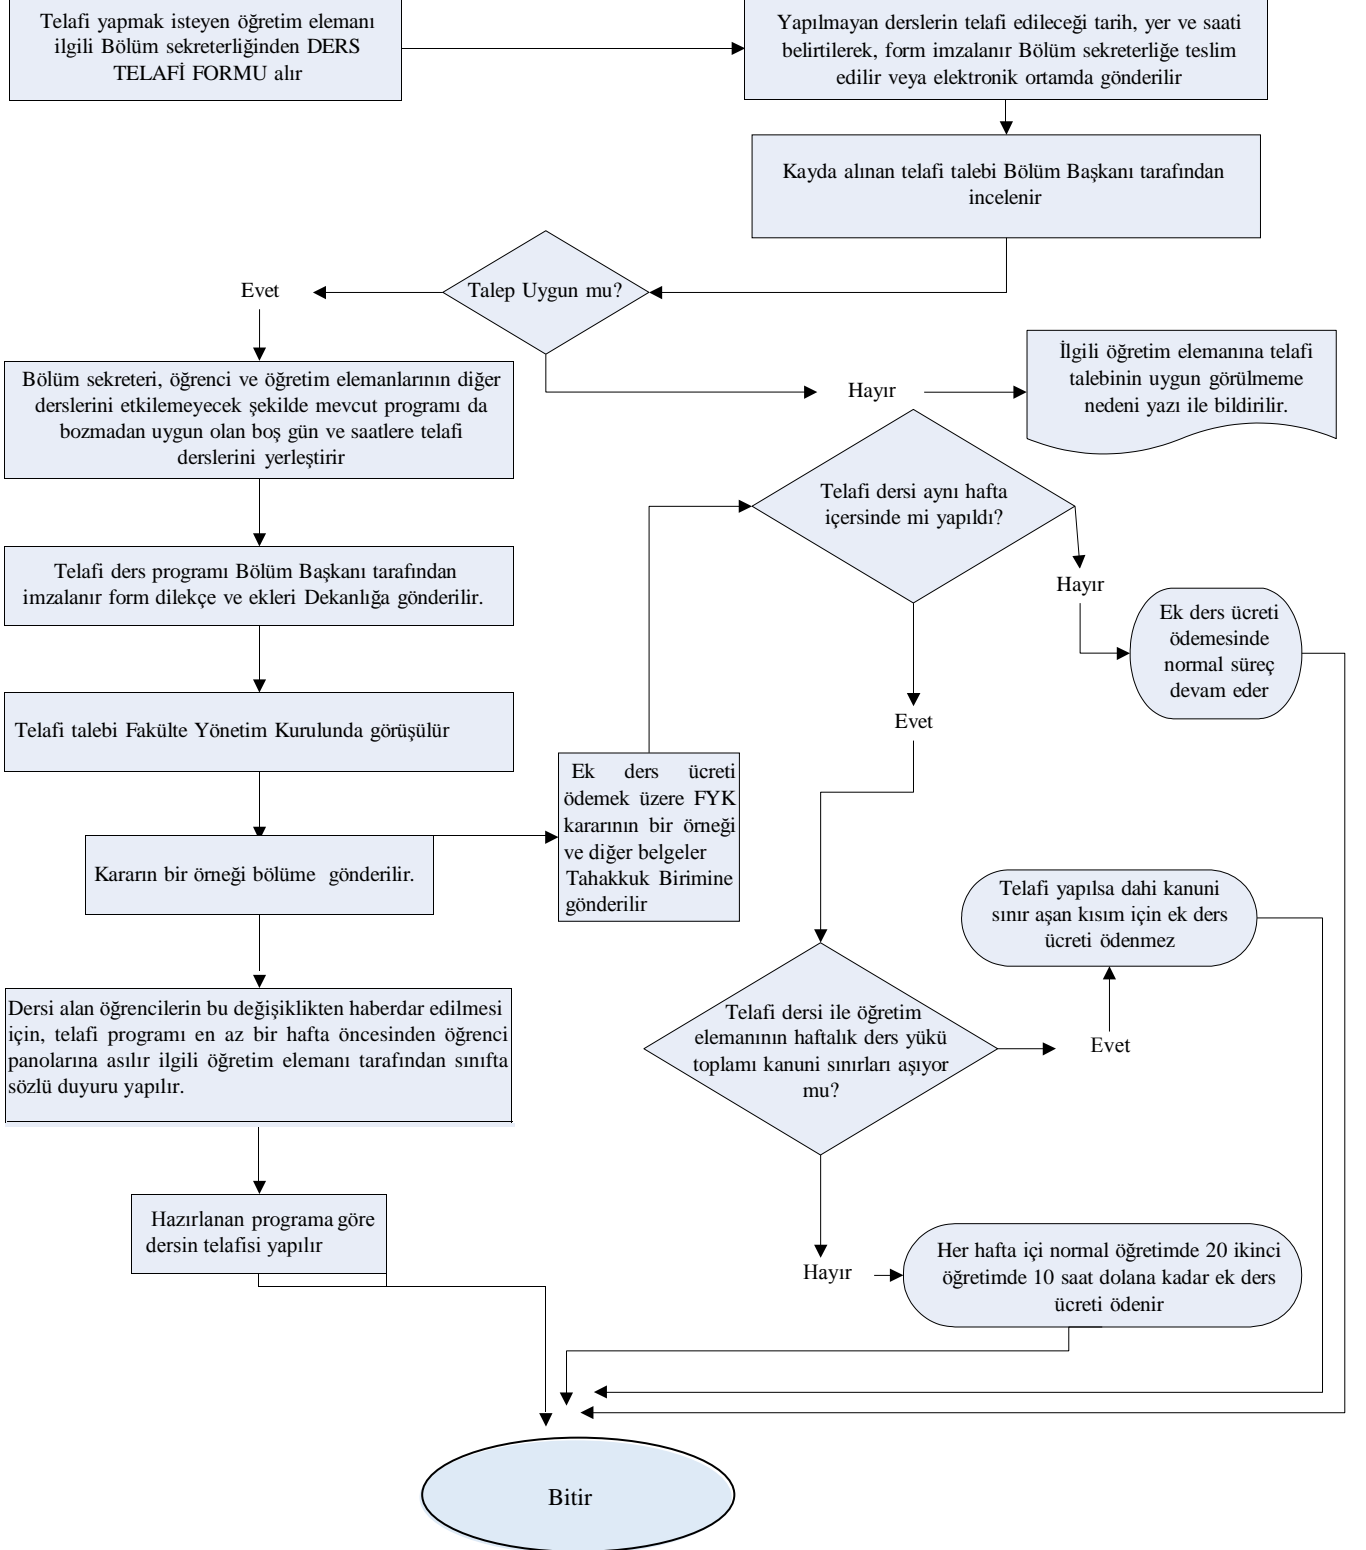 Telafi yapmak isteyen öğretim elemanı
ilgili Bölüm sekreterliğinden DERS
TELAFİ FORMU alır
Yapılmayan derslerin telafi edileceği tarih, yer ve saati
belirtilerek, form imzalanır Bölüm sekreterliğe teslim
edilir veya elektronik ortamda gönderilir
Kayda alınan telafi talebi Bölüm Başkanı tarafından
incelenir
Talep Uygun mu?
Evet
Hayır
İlgili öğretim elemanına telafi
talebinin uygun görülmeme
nedeni yazı ile bildirilir.
Bölüm sekreteri, öğrenci ve öğretim elemanlarının diğer
derslerini etkilemeyecek şekilde mevcut programı da
bozmadan uygun olan boş gün ve saatlere telafi
derslerini yerleştirir
Telafi ders programı Bölüm Başkanı tarafından
imzalanır form dilekçe ve ekleri Dekanlığa gönderilir.
Telafi talebi Fakülte Yönetim Kurulunda görüşülür
Kararın bir örneği bölüme gönderilir.
Ek ders ücreti
ödemek üzere FYK
kararının bir örneği
ve diğer belgeler
Tahakkuk Birimine
gönderilir
Telafi dersi aynı hafta
içersinde mi yapıldı?
Hayır
Ek ders ücreti
ödemesinde
normal süreç
devam eder
Evet
Telafi dersi ile öğretim
elemanının haftalık ders yükü
toplamı kanuni sınırları aşıyor
mu?
Evet
Telafi yapılsa dahi kanuni
sınır aşan kısım için ek ders
ücreti ödenmez
Hayır
Her hafta içi normal öğretimde 20 ikinci
öğretimde 10 saat dolana kadar ek ders
ücreti ödenir
Dersi alan öğrencilerin bu değişiklikten haberdar edilmesi
için, telafi programı en az bir hafta öncesinden öğrenci
panolarına asılır ilgili öğretim elemanı tarafından sınıfta
sözlü duyuru yapılır.
Hazırlanan programa göre
dersin telafisi yapılır
Bitir